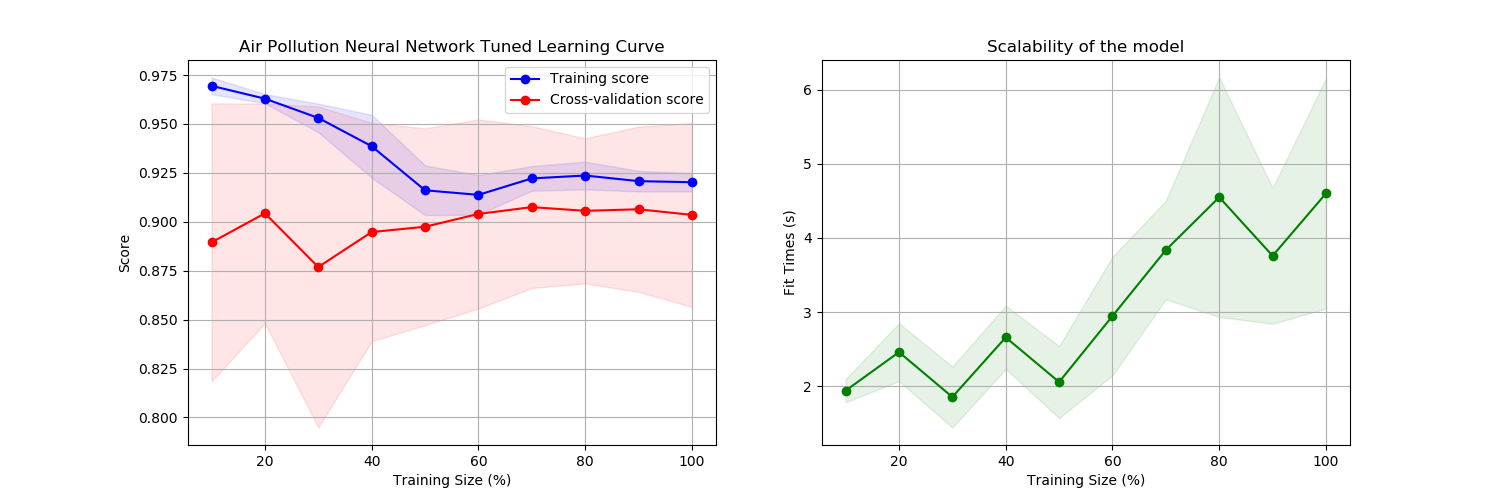 Air Pollution Neural Network Tuned Learning Curve
Training score
Cross-validation score
0.975
0.950
0.925
0.900
0.875
0.850
0.825
0.800
Score
20
40
60
80
100
Training Size (%)
Scalability of the model
6
5
4
3
2
Fit Times (s)
20
40
60
80
100
Training Size (%)